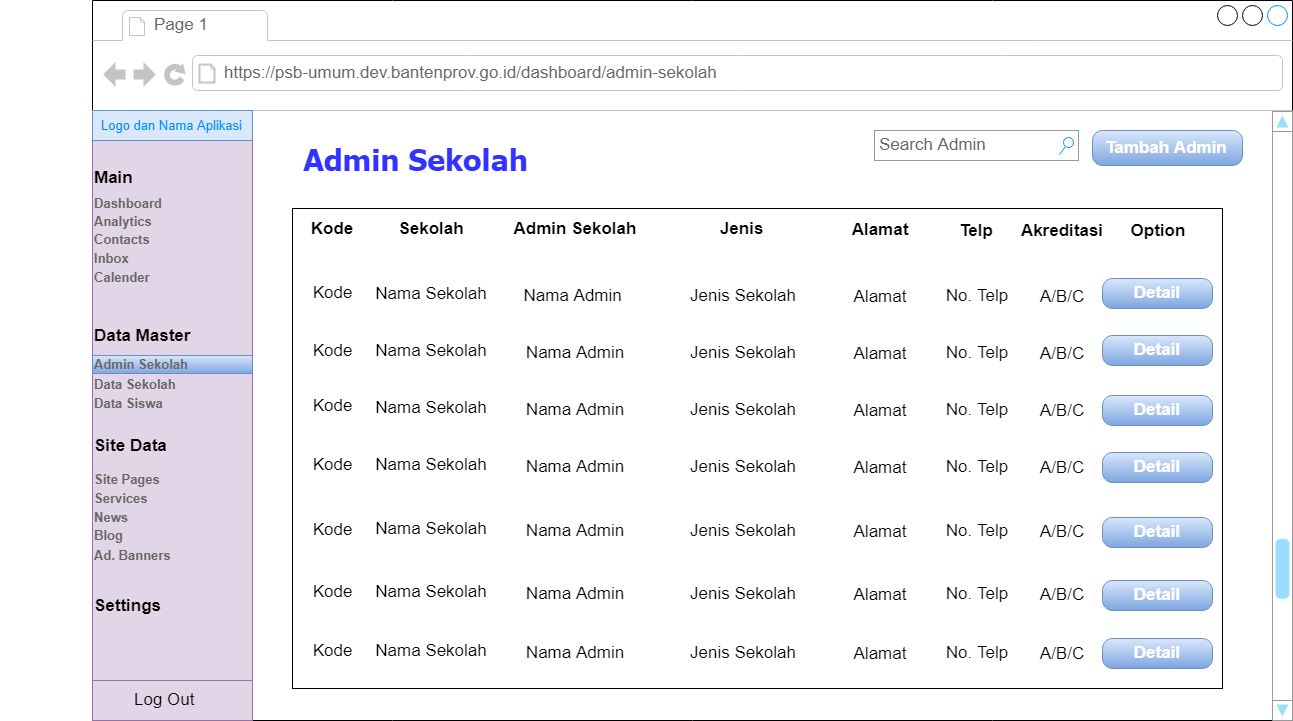 Page 1
https://psb-umum.dev.bantenprov.go.id/dashboard/admin-sekolah
Logo dan Nama Aplikasi
Main
Dashboard
Analytics
Contacts
Inbox
Calender
Data Master
Admin Sekolah
Data Sekolah
Data Siswa
Site Data
Site Pages
Services
News
Blog
Ad. Banners
Settings
Log Out
Admin Sekolah
Search Admin
Tambah Admin
Kode Sekolah Admin Sekolah Jenis Alamat Telp Akreditasi Option
Kode Nama Sekolah Nama Admin Jenis Sekolah Alamat No. Telp A/B/C Detail
Kode Nama Sekolah Nama Admin Jenis Sekolah Alamat No. Telp A/B/C Detail
Kode Nama Sekolah Nama Admin Jenis Sekolah Alamat No. Telp A/B/C Detail
Kode Nama Sekolah Nama Admin Jenis Sekolah Alamat No. Telp A/B/C Detail
Kode Nama Sekolah Nama Admin Jenis Sekolah Alamat No. Telp A/B/C Detail
Kode Nama Sekolah Nama Admin Jenis Sekolah Alamat No. Telp A/B/C Detail
Kode Nama Sekolah Nama Admin Jenis Sekolah Alamat No. Telp A/B/C Detail